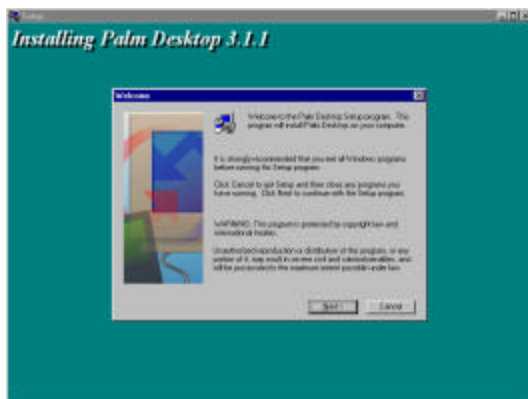 Setup
Installing Palm Desktop 3.1.1
Welcome
Welcome to the Palm Desktop Setup program. This
program will install Palm Desktop on your computer.
It is strongly recommended that you exit all Windows programs
before running this Setup program.
Click Cancel to quit Setup and then close any programs you
have running. Click Next to continue with the Setup program.
WARNING: This program is protected by copyright law and
international treaties.
Unauthorized reproduction or distribution of this program, or any
portion of it, may result in severe civil and criminal penalties, and
will be prosecuted to the maximum extent possible under law.
Next >
Cancel